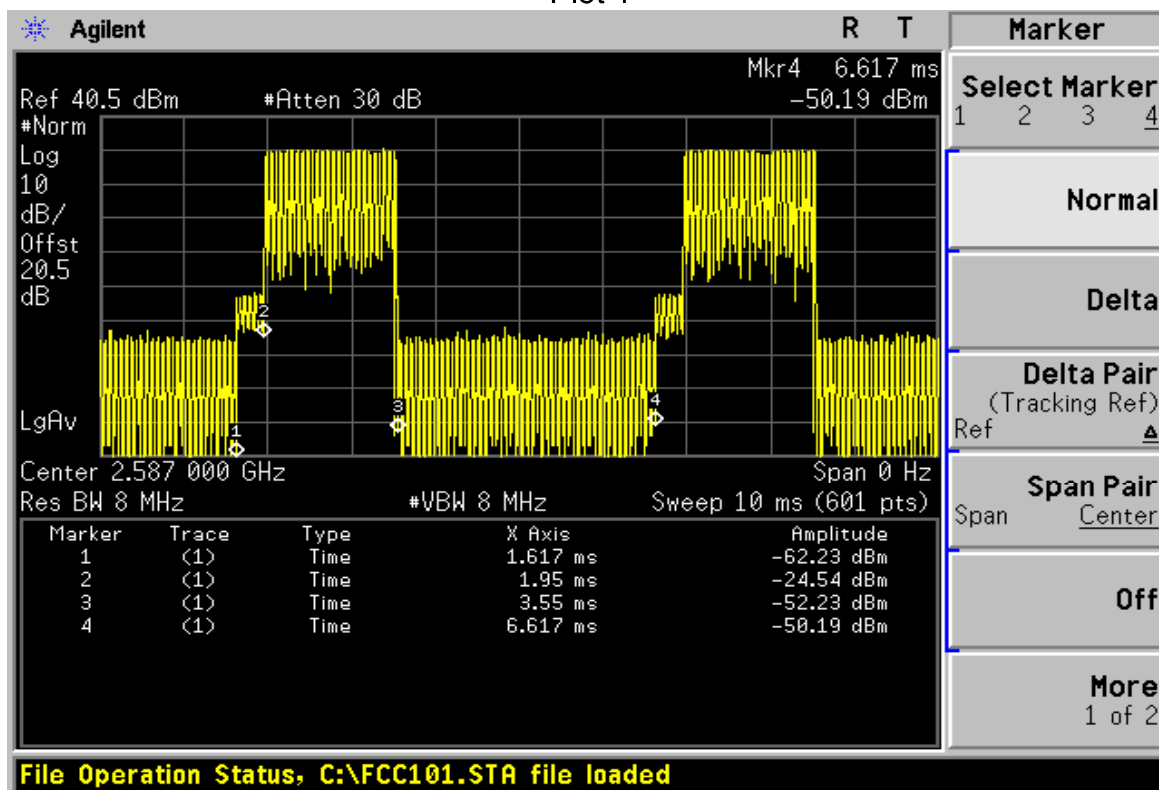 Agilent R T Marker
Mkr4 6.617 ms
Ref 40.5 dBm #Atten 30 dB -50.19 dBm
Select Marker
1 2 3 4
#Norm
Log
10
dB/
Offst
20.5
dB
LgAv
1
2
3
4
Normal
Delta
Delta Pair
(Tracking Ref)
Ref Δ
Center 2.587 000 GHz Span 0 Hz
Res BW 8 MHz #VBW 8 MHz Sweep 10 ms (601 pts)
Span Pair
Span Center
Marker Trace Type X Axis Amplitude
1 (1) Time 1.617 ms -62.23 dBm
2 (1) Time 1.95 ms -24.54 dBm
3 (1) Time 3.55 ms -52.23 dBm
4 (1) Time 6.617 ms -50.19 dBm
Off
More
1 of 2
File Operation Status, C:\FCC101.STA file loaded